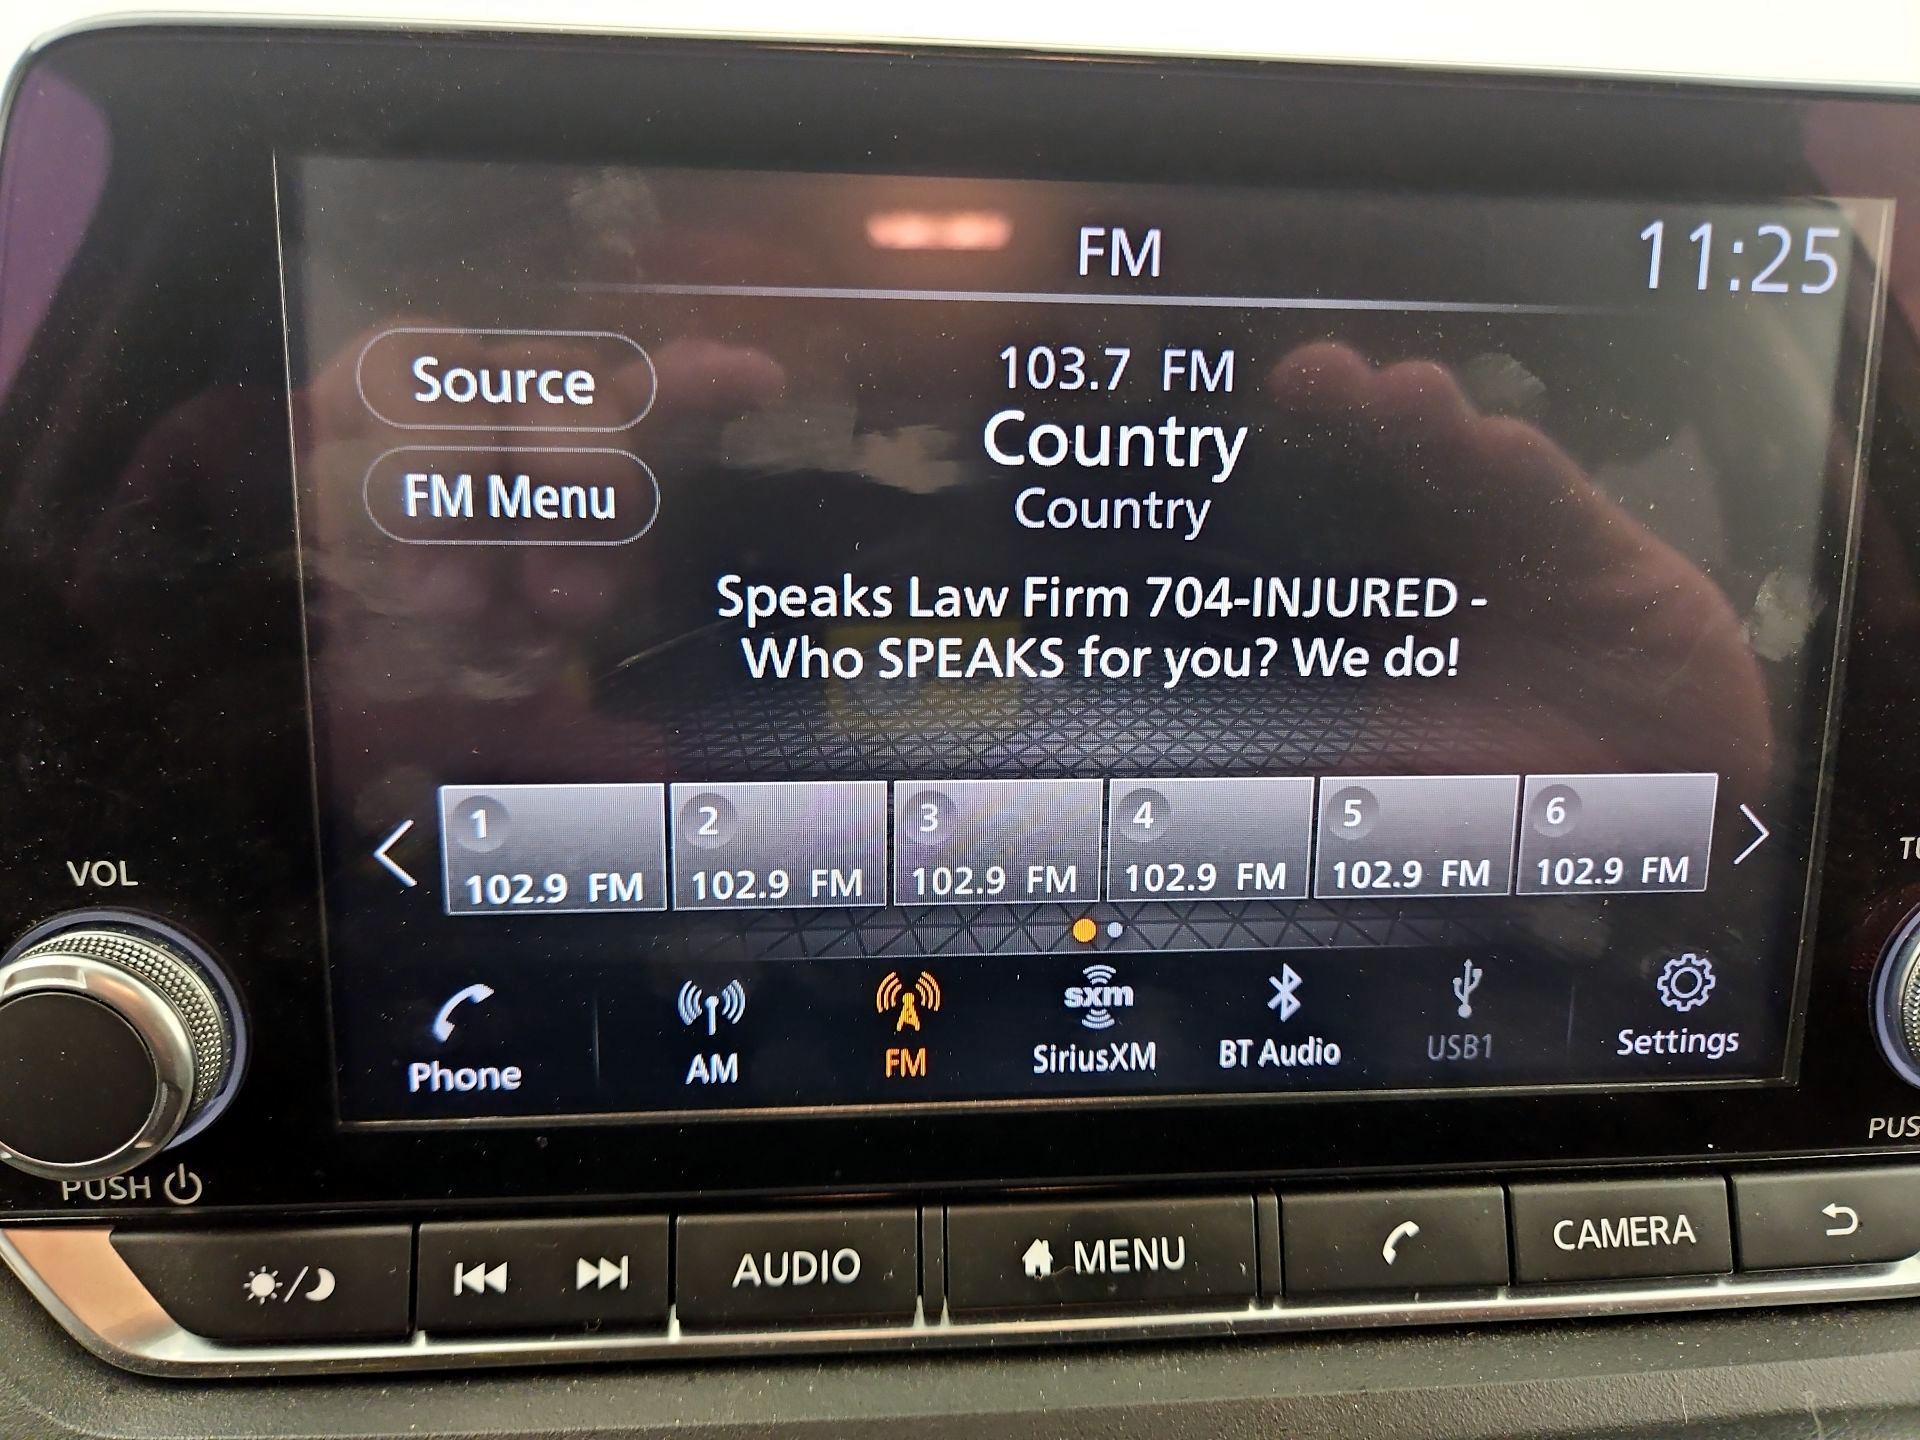 FM
11:25
Source
103.7 FM
Country
FM Menu
Country
Speaks Law Firm 704-INJURED -
Who SPEAKS for you? We do!
1
2
3
4
5
6
102.9 FM
102.9 FM
102.9 FM
102.9 FM
102.9 FM
102.9 FM
VOL
Phone
AM
FM
sxm
SiriusXM
BT Audio
USB1
Settings
PUSH
AUDIO
MENU
CAMERA